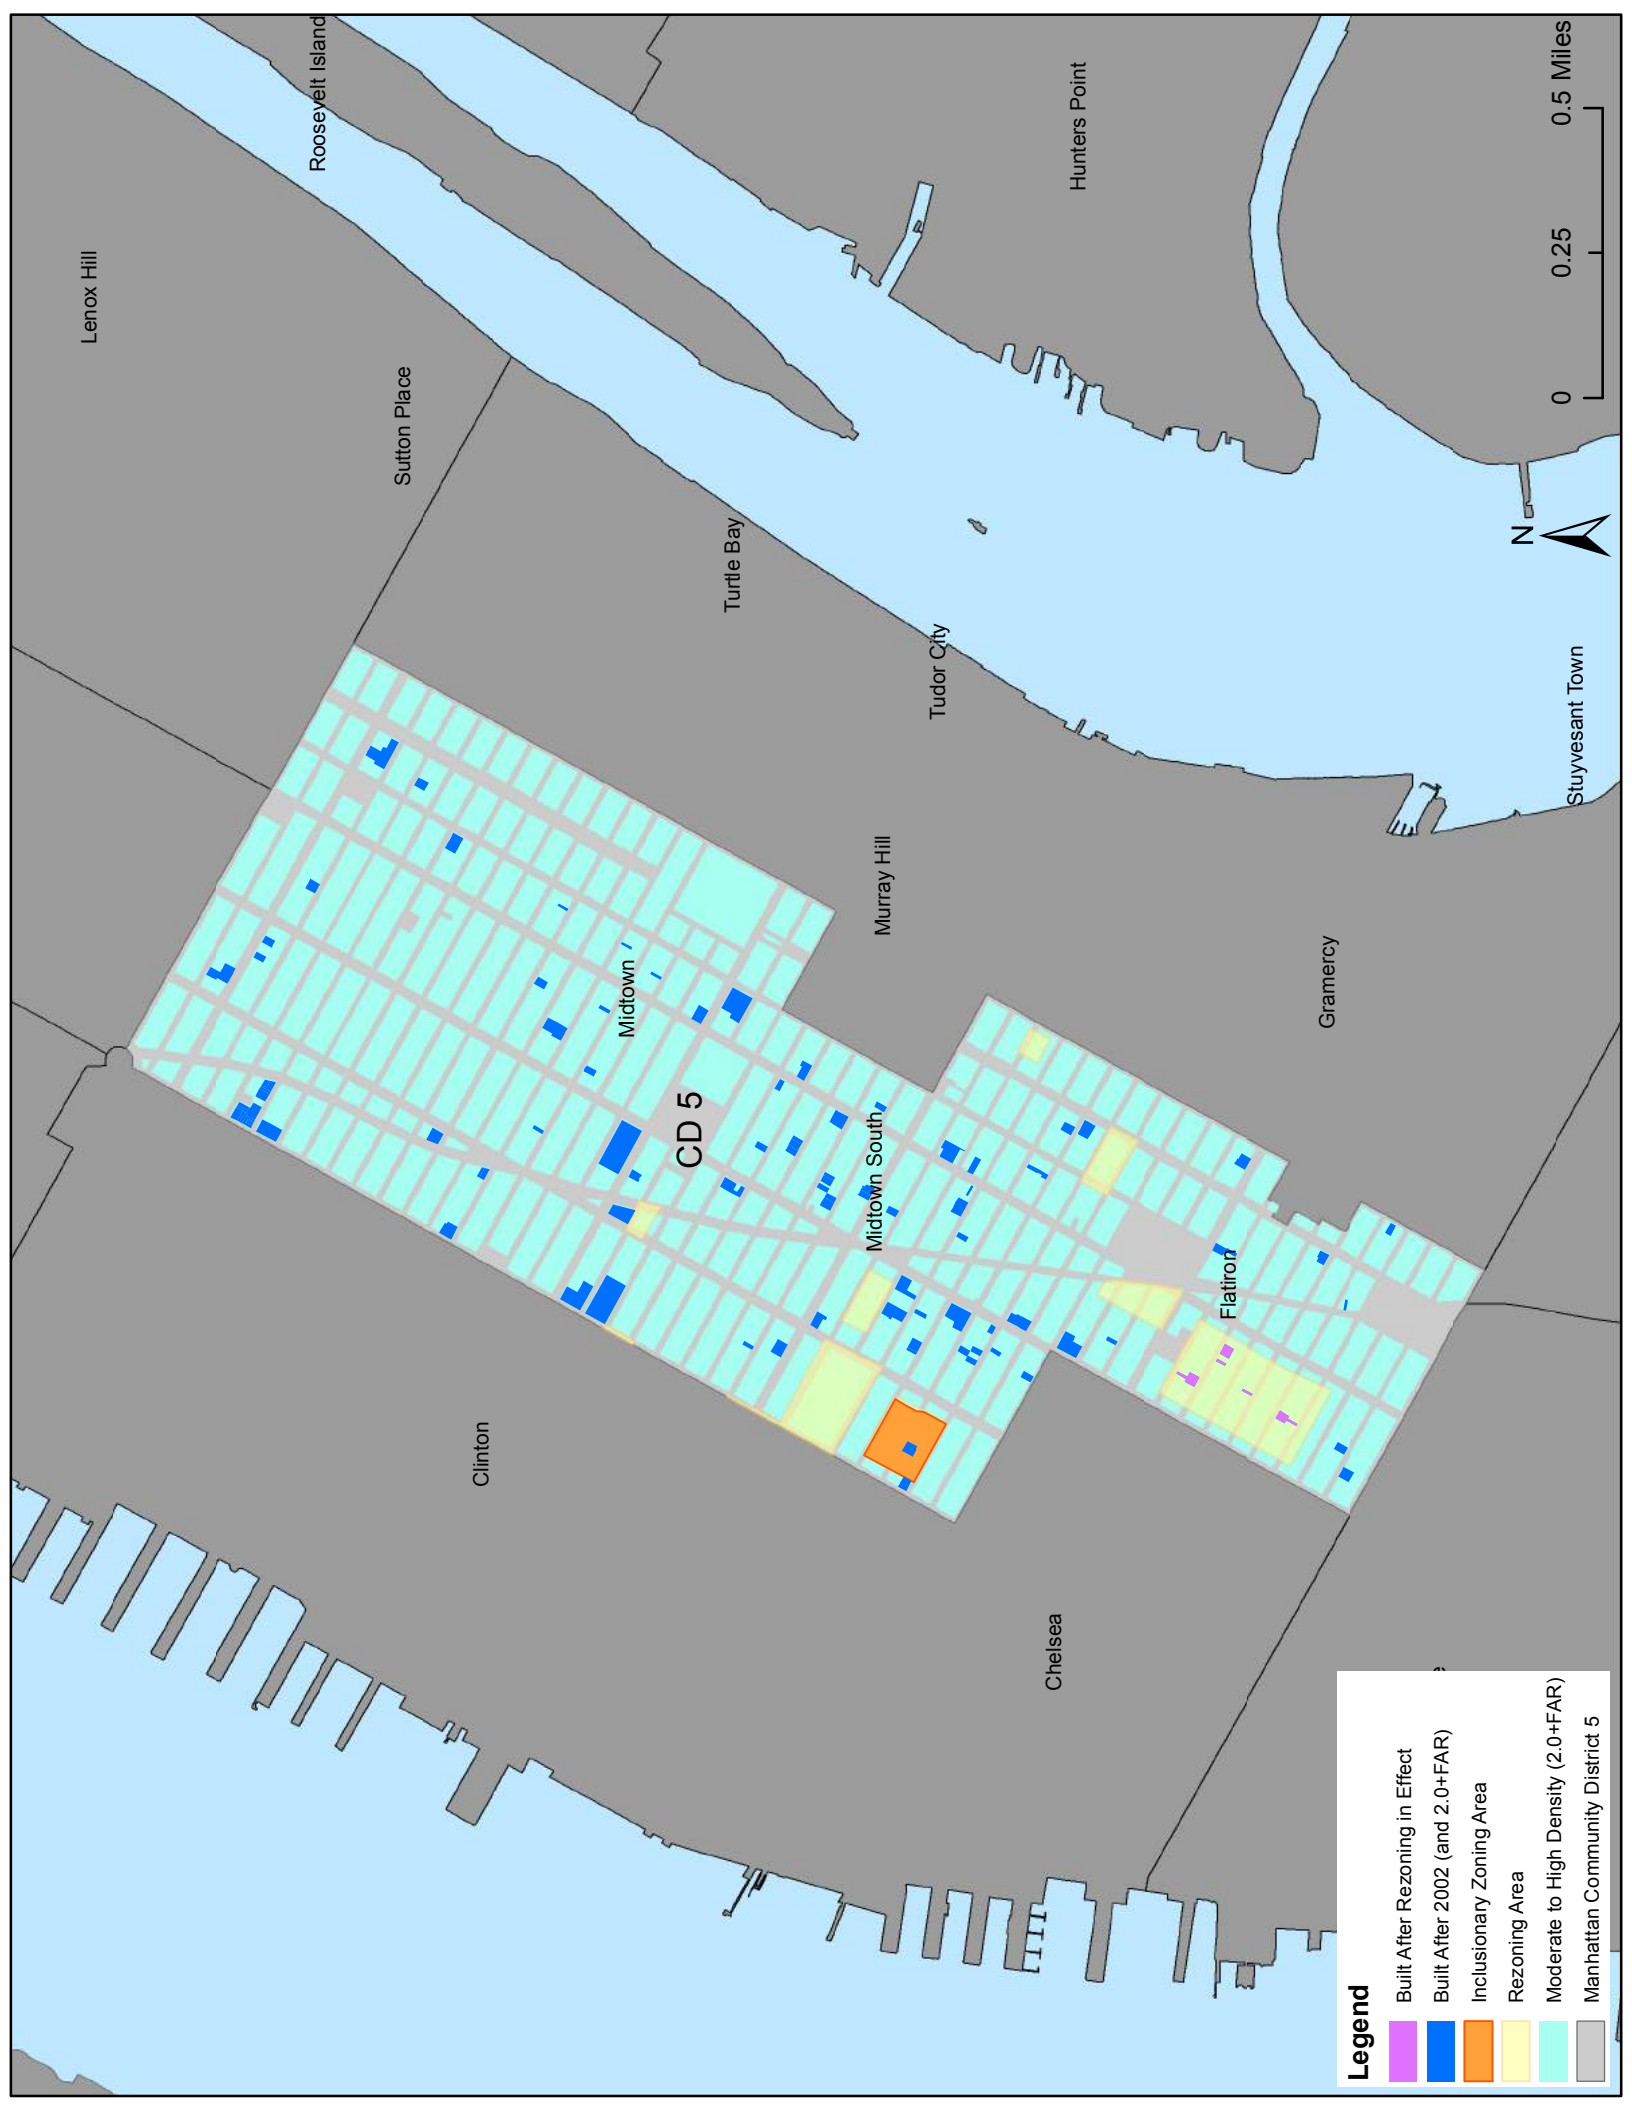 Roosevelt Island
Lenox Hill
Hunters Point
Sutton Place
Turtle Bay
Tudor City
Stuyvesant Town
Murray Hill
Gramercy
Midtown
CD 5
Midtown South
Flatiron
Clinton
Chelsea
e
N
0 0.25 0.5 Miles
Legend
Built After Rezoning in Effect
Built After 2002 (and 2.0+FAR)
Inclusionary Zoning Area
Rezoning Area
Moderate to High Density (2.0+FAR)
Manhattan Community District 5